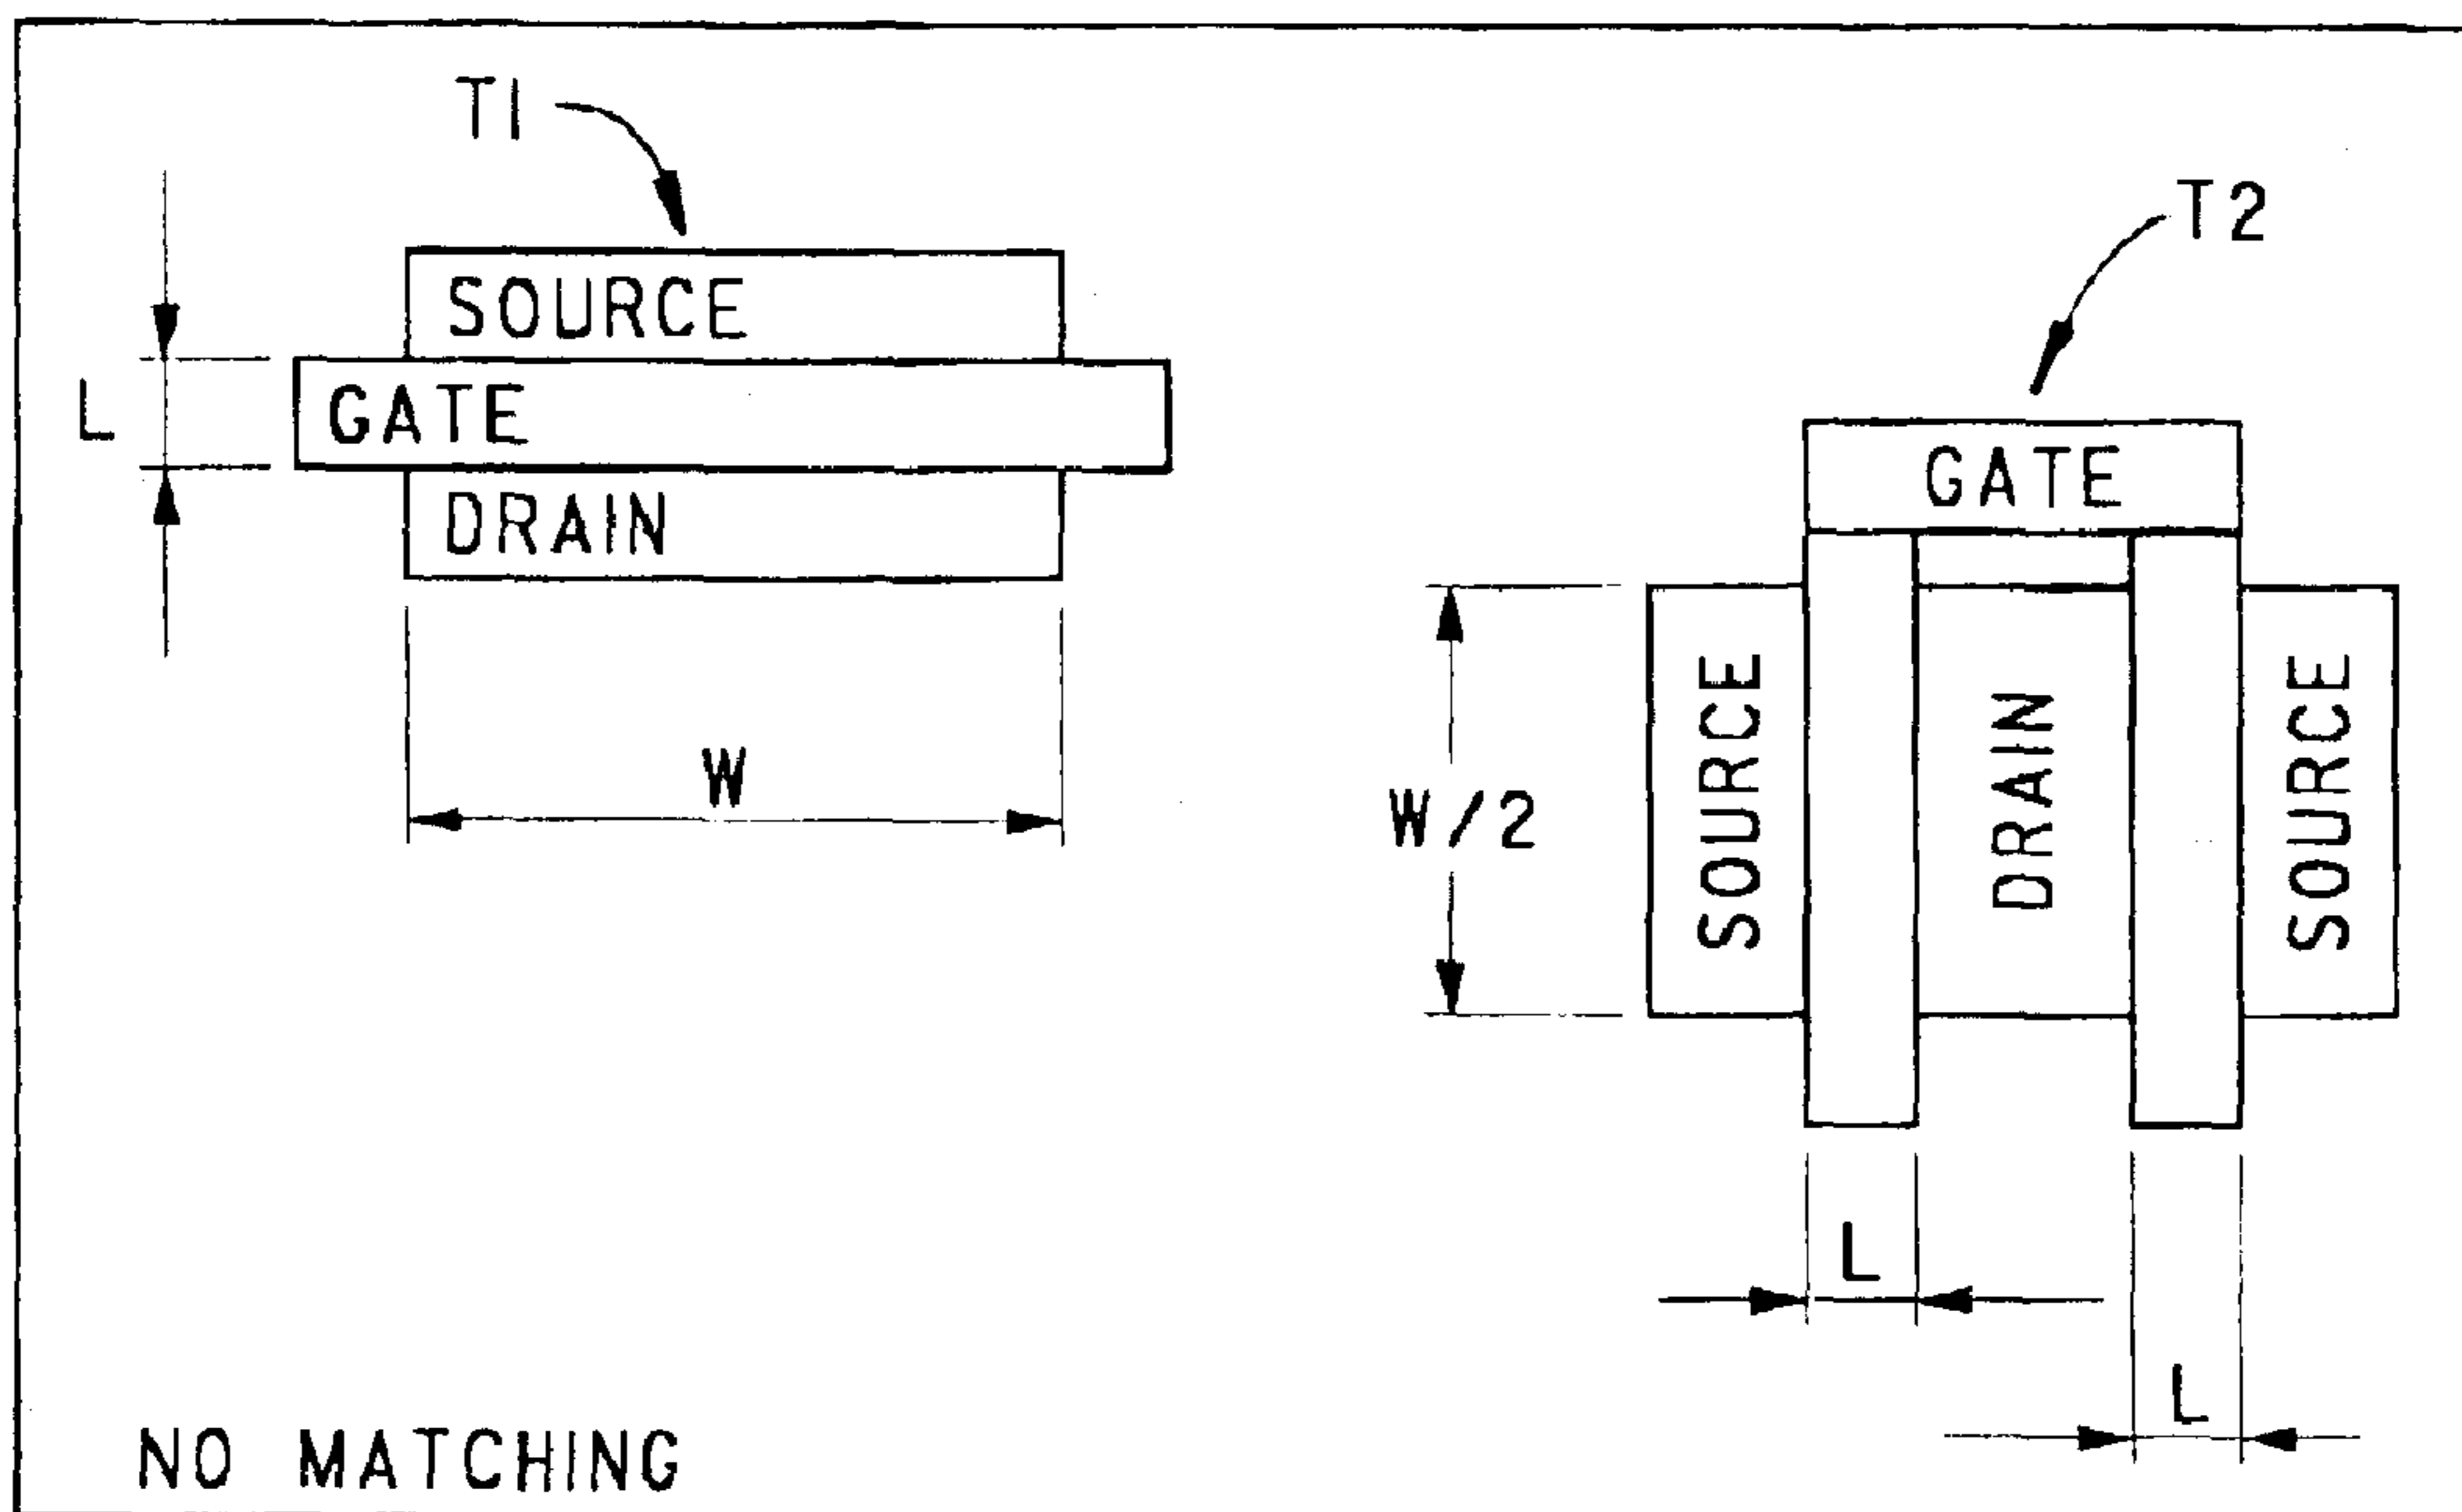 T1
SOURCE
L
GATE
DRAIN
W
T2
GATE
W/2
SOURCE
DRAIN
SOURCE
L
L
NO MATCHING